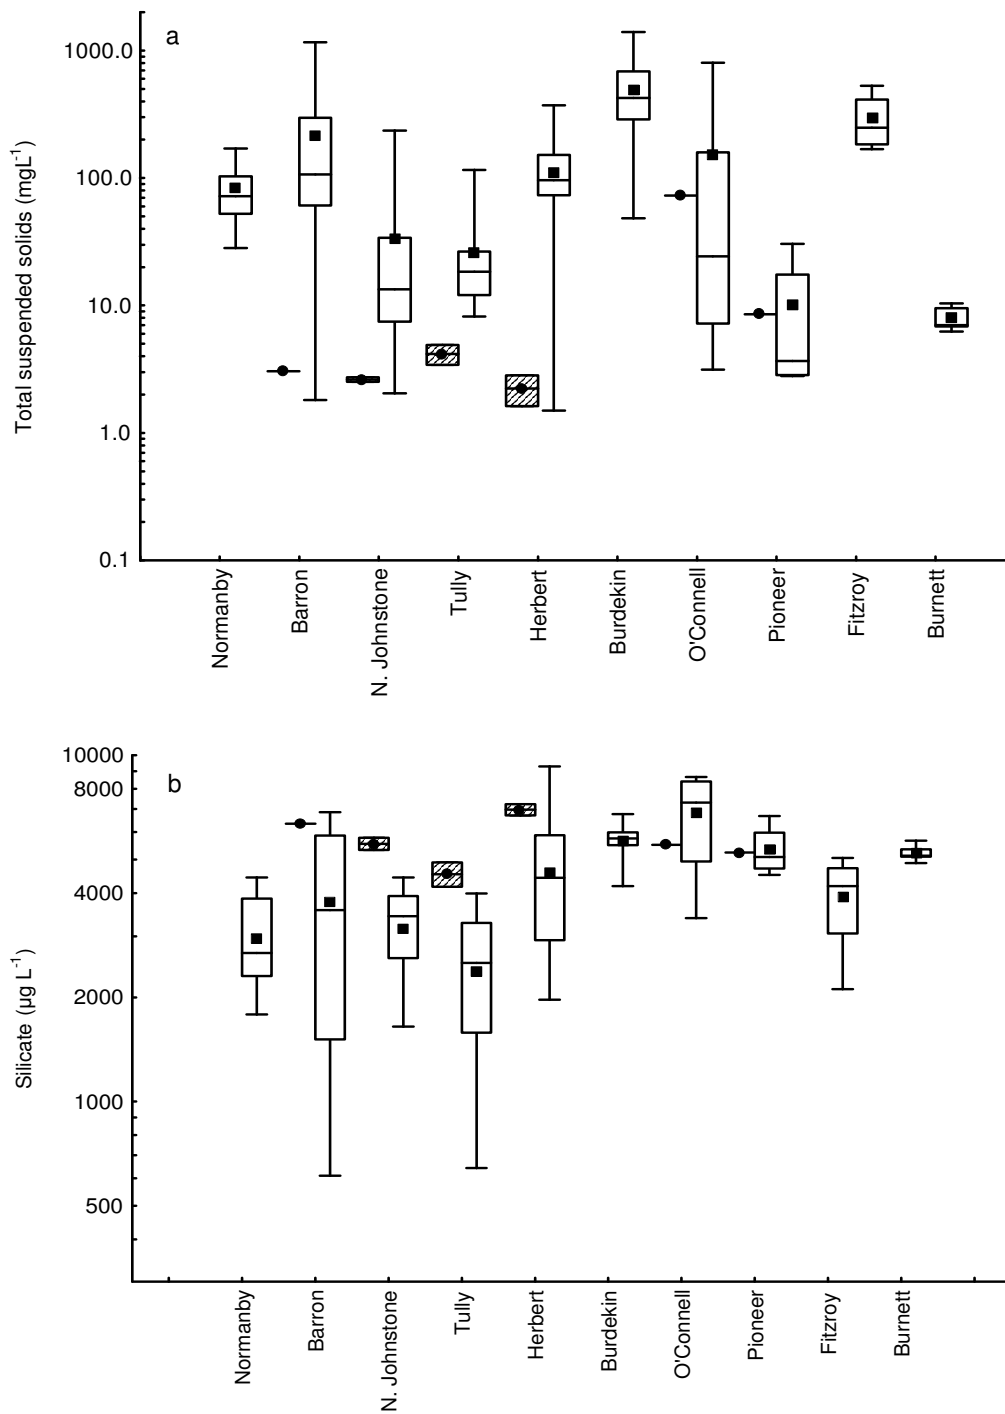 a
1000.0
100.0
10.0
1.0
0.1
Total suspended solids (mgL-1)
Normanby
Barron
N. Johnstone
Tully
Herbert
Burdekin
O'Connell
Pioneer
Fitzroy
Burnett
b
10000
8000
4000
2000
1000
500
Silicate (µg L-1)
Normanby
Barron
N. Johnstone
Tully
Herbert
Burdekin
O'Connell
Pioneer
Fitzroy
Burnett